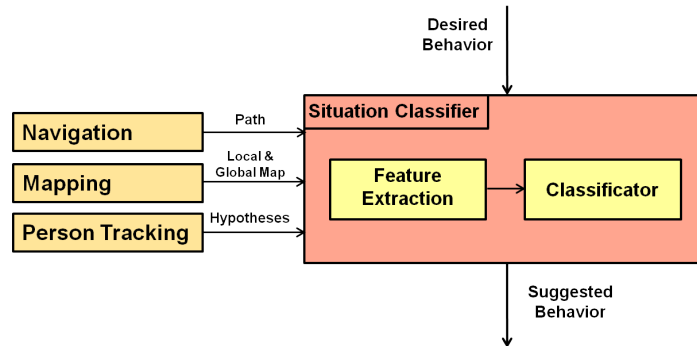 Desired
Behavior
Situation Classifier
Navigation
Path
Mapping
Local &
Global Map
Person Tracking
Hypotheses
Feature
Extraction
Classificator
Suggested
Behavior